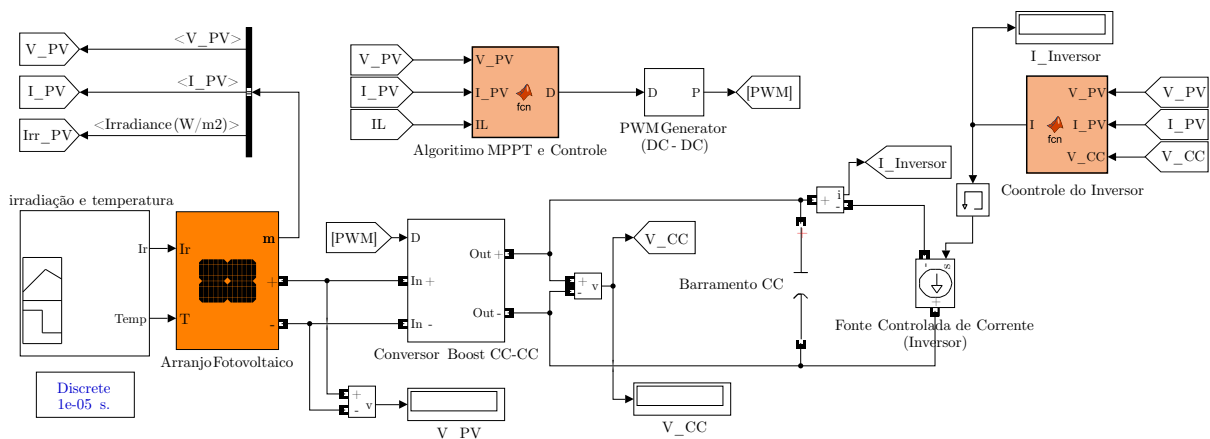 V_PV
<V_PV>
I_PV
<I_PV>
Irr_PV
<Irradiance (W/m2)>
V_PV
I_PV
IL
V_PV
I_PV
IL
D
fcn
Algoritimo MPPT e Controle
D
P
PWM Generator
(DC - DC)
[PWM]
I_Inversor
V_PV
I_PV
V_CC
I
fcn
V_PV
I_PV
V_CC
Coontrole do Inversor
irradiação e temperatura
Ir
Temp
Ir
T
m
+
-
Arranjo Fotovoltaico
Discrete
1e-05 s.
[PWM]
D
In +
In -
Out +
Out -
Conversor Boost CC-CC
+
-
v
V_PV
+
-
v
V_CC
V_CC
Barramento CC
+
+
i
-
I_Inversor
-
s
+
Fonte Controlada de Corrente
(Inversor)